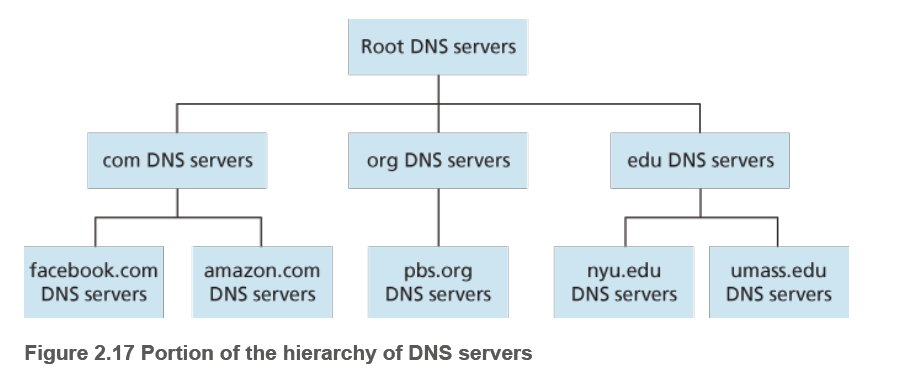 Root DNS servers
com DNS servers
org DNS servers
edu DNS servers
facebook.com
DNS servers
amazon.com
DNS servers
pbs.org
DNS servers
nyu.edu
DNS servers
umass.edu
DNS servers
Figure 2.17 Portion of the hierarchy of DNS servers